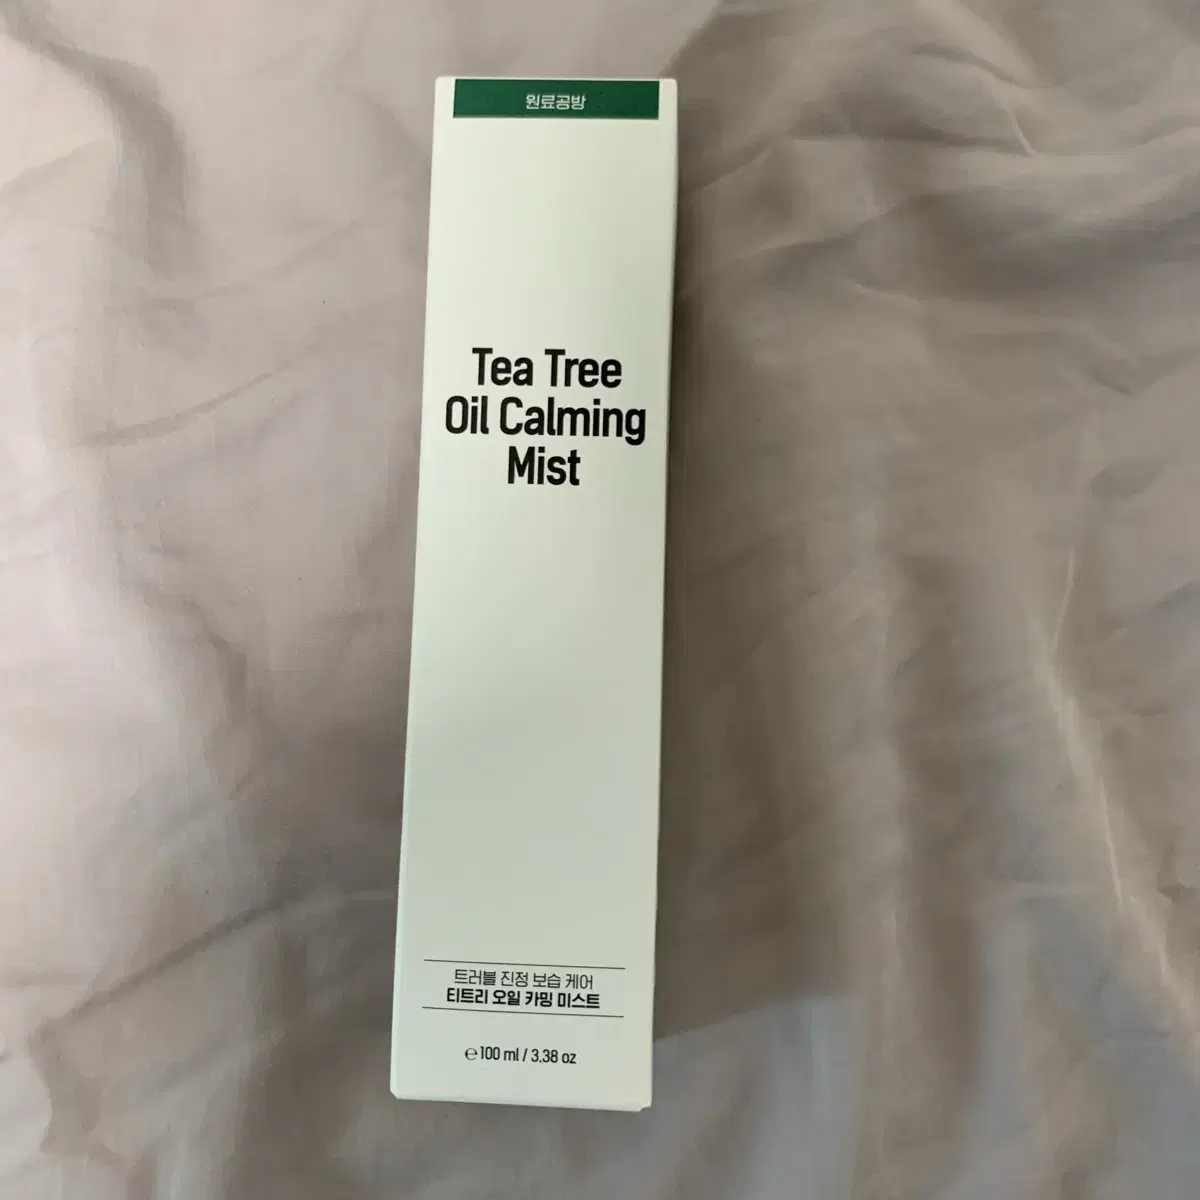 원료공방
Tea Tree
Oil Calming
Mist
트러블 진정 보습 케어
티트리 오일 카밍 미스트
℮100 ml / 3.38 oz